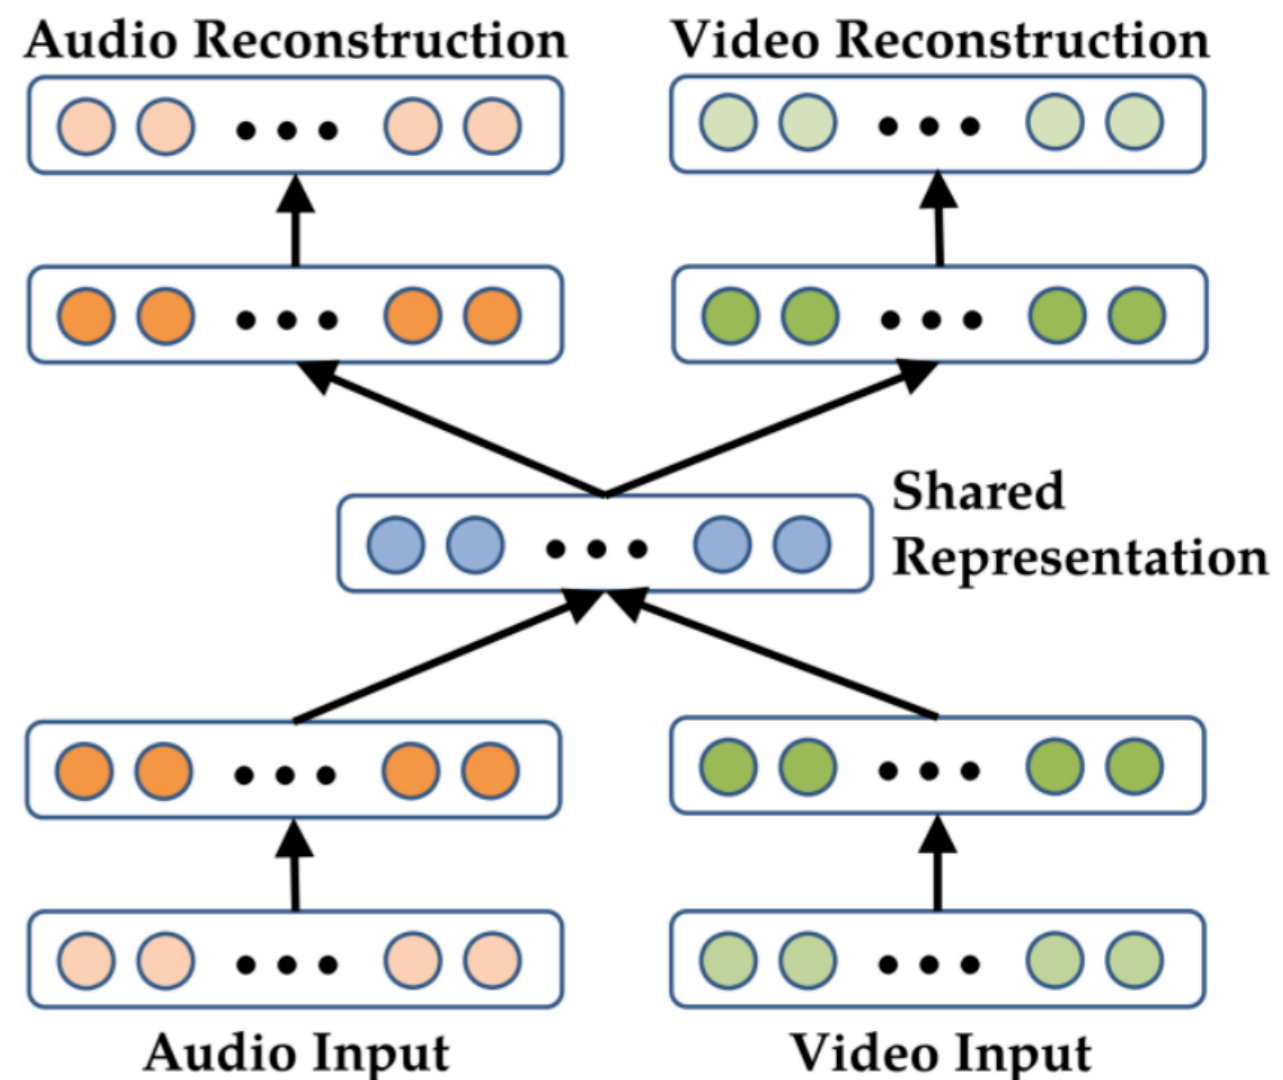 Audio Reconstruction
Video Reconstruction
Shared
Representation
Audio Input
Video Input